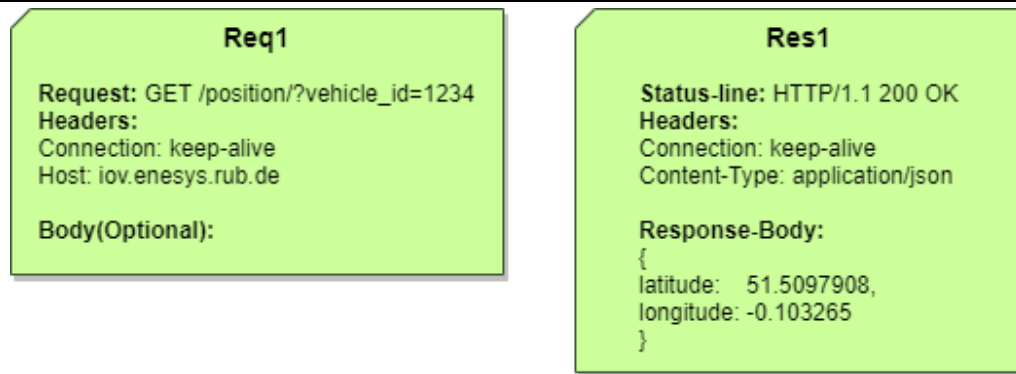 Req1
Request: GET /position/?vehicle_id=1234
Headers:
Connection: keep-alive
Host: iov.enesys.rub.de
Body(Optional):
Res1
Status-line: HTTP/1.1 200 OK
Headers:
Connection: keep-alive
Content-Type: application/json
Response-Body:
{
latitude: 51.5097908,
longitude: -0.103265
}